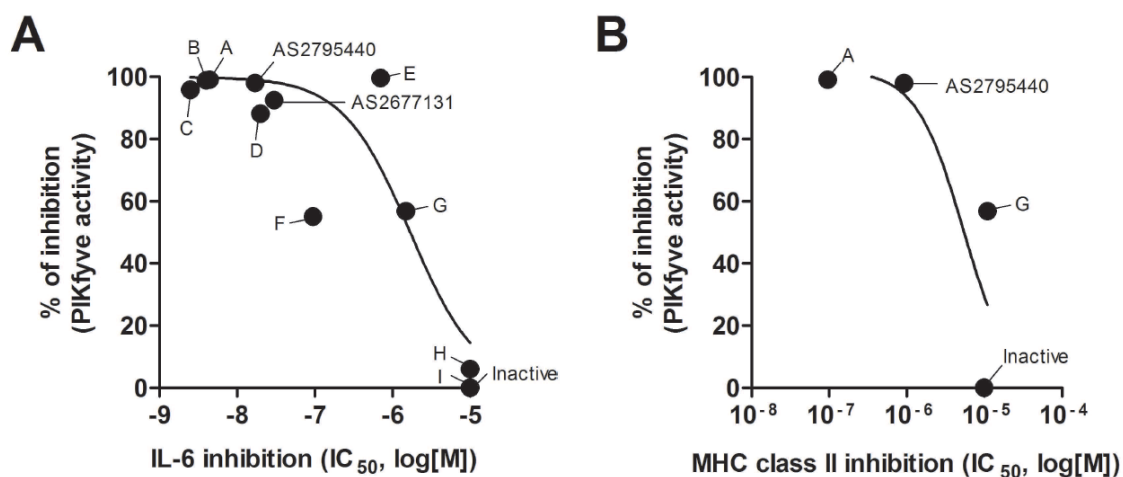 A
B
A
AS2795440
E
100
80
60
40
20
0
C
D
AS2677131
F
G
H
I
Inactive
-9
-8
-7
-6
-5
% of inhibition
(PIKfyve activity)
IL-6 inhibition (IC50, log[M])
B
A
AS2795440
G
Inactive
100
80
60
40
20
0
10-8
10-7
10-6
10-5
10-4
% of inhibition
(PIKfyve activity)
MHC class II inhibition (IC50, log[M])